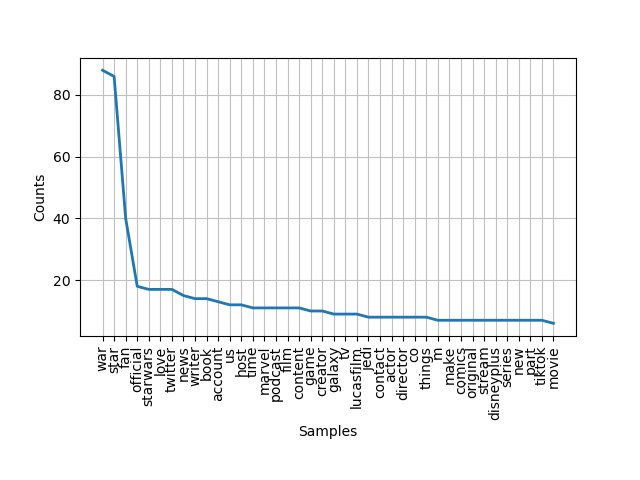 80
60
40
20
Counts
war
star
fan
official
starwars
love
twitter
news
writer
book
account
us
host
time
marvel
podcast
film
content
game
creator
galaxy
tv
lucasfilm
jedi
contact
actor
director
co
things
m
make
comics
original
stream
disneyplus
series
new
part
tiktok
movie
Samples